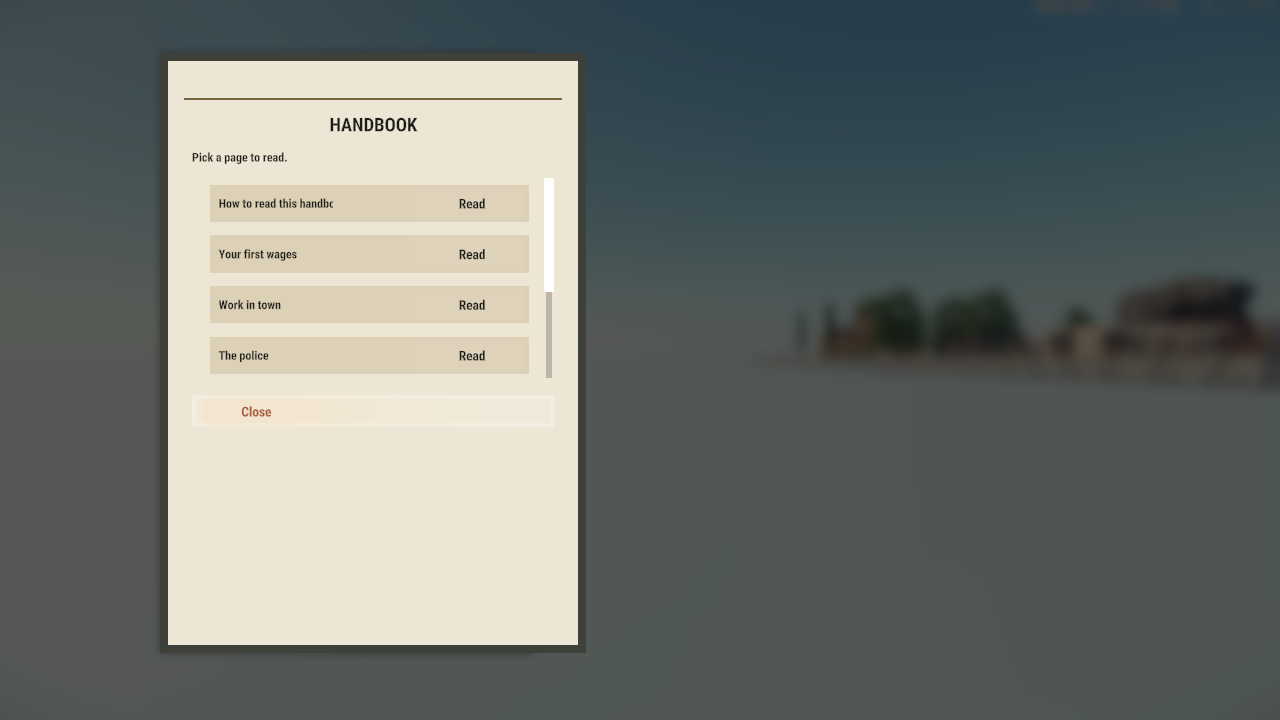 HANDBOOK
Pick a page to read.
How to read this handbc
Read
Your first wages
Read
Work in town
Read
The police
Read
Close